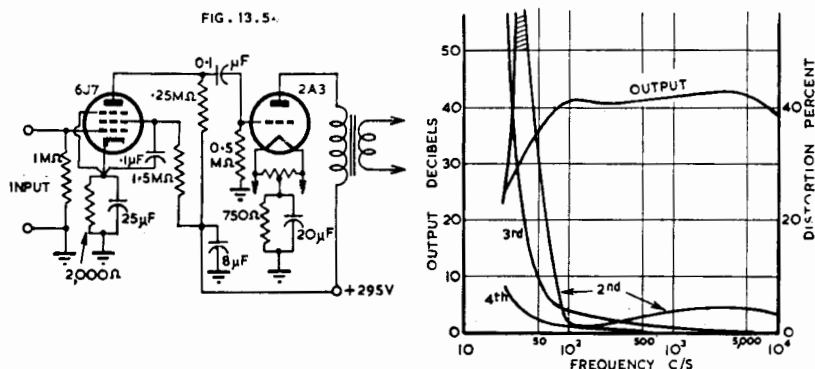 FIG. 13.5.
6J7
0.1 μF
2A3
.25MΩ
0.5 MΩ
1MΩ
.1μF
1.5MΩ
INPUT
25μF
2,000Ω
8μF
750Ω
20μF
+295V
OUTPUT DECIBELS
50
40
30
20
10
0
OUTPUT
3rd
4th
2nd
40
20
0
DISTORTION PERCENT
10
50
10²
500
10³
5,000
10⁴
FREQUENCY C/S